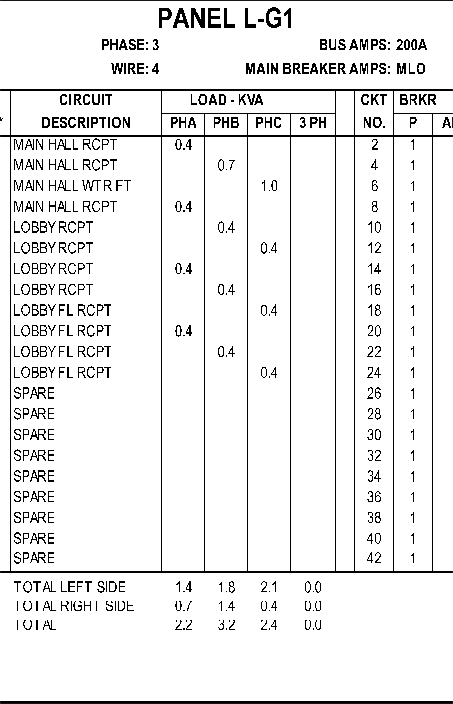 PANEL L-G1
PHASE: 3 BUS AMPS: 200A
WIRE: 4 MAIN BREAKER AMPS: MLO
CIRCUIT LOAD - KVA CKT BRKR
* DESCRIPTION PHA PHB PHC 3 PH NO. P
MAIN HALL RCPT 0.4 2 1
MAIN HALL RCPT 0.7 4 1
MAIN HALL WTR FT 1.0 6 1
MAIN HALL RCPT 0.4 8 1
LOBBY RCPT 0.4 10 1
LOBBY RCPT 0.4 12 1
LOBBY RCPT 0.4 14 1
LOBBY RCPT 0.4 16 1
LOBBY FL RCPT 0.4 18 1
LOBBY FL RCPT 0.4 20 1
LOBBY FL RCPT 0.4 22 1
LOBBY FL RCPT 0.4 24 1
SPARE 26 1
SPARE 28 1
SPARE 30 1
SPARE 32 1
SPARE 34 1
SPARE 36 1
SPARE 38 1
SPARE 40 1
SPARE 42 1
TOTAL LEFT SIDE 1.4 1.8 2.1 0.0
TOTAL RIGHT SIDE 0.7 1.4 0.4 0.0
TOTAL 2.2 3.2 2.4 0.0